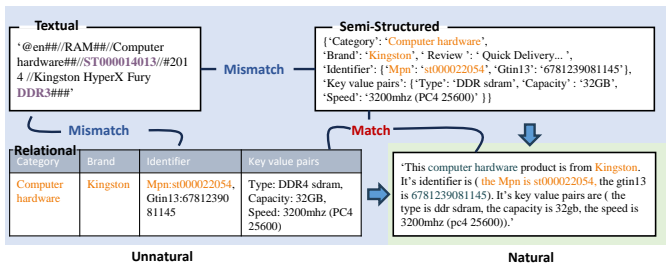 Textual
'@en##//RAM##//Computer
hardware##//ST000014013//#201
4 //Kingston HyperX Fury
DDR3###'
Mismatch
Semi-Structured
{'Category': 'Computer hardware',
'Brand': 'Kingston', ' Review ': ' Quick Delivery... ',
'Identifier': {'Mpn': 'st000022054', 'Gtin13': '6781239081145'},
'Key value pairs': {'Type': 'DDR sdram', 'Capacity' : '32GB',
'Speed': '3200mhz (PC4 25600)' }}
Mismatch
Match
Relational
Category Brand Identifier Key value pairs
Computer hardware
Kingston
Mpn:st000022054,
Gtin13:67812390
81145
Type: DDR4 sdram,
Capacity: 32GB,
Speed: 3200mhz (PC4
25600)
'This computer hardware product is from Kingston.
It's identifier is ( the Mpn is st000022054, the gtin13
is 6781239081145). It's key value pairs are ( the
type is ddr sdram, the capacity is 32gb, the speed is
3200mhz (pc4 25600)).'
Unnatural
Natural